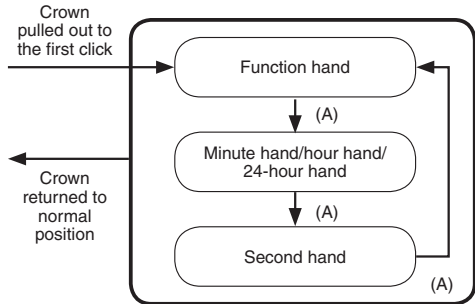 Crown
pulled out to
the first click
Function hand
(A)
Minute hand/hour hand/
24-hour hand
Crown
returned to
normal
position
(A)
Second hand
(A)